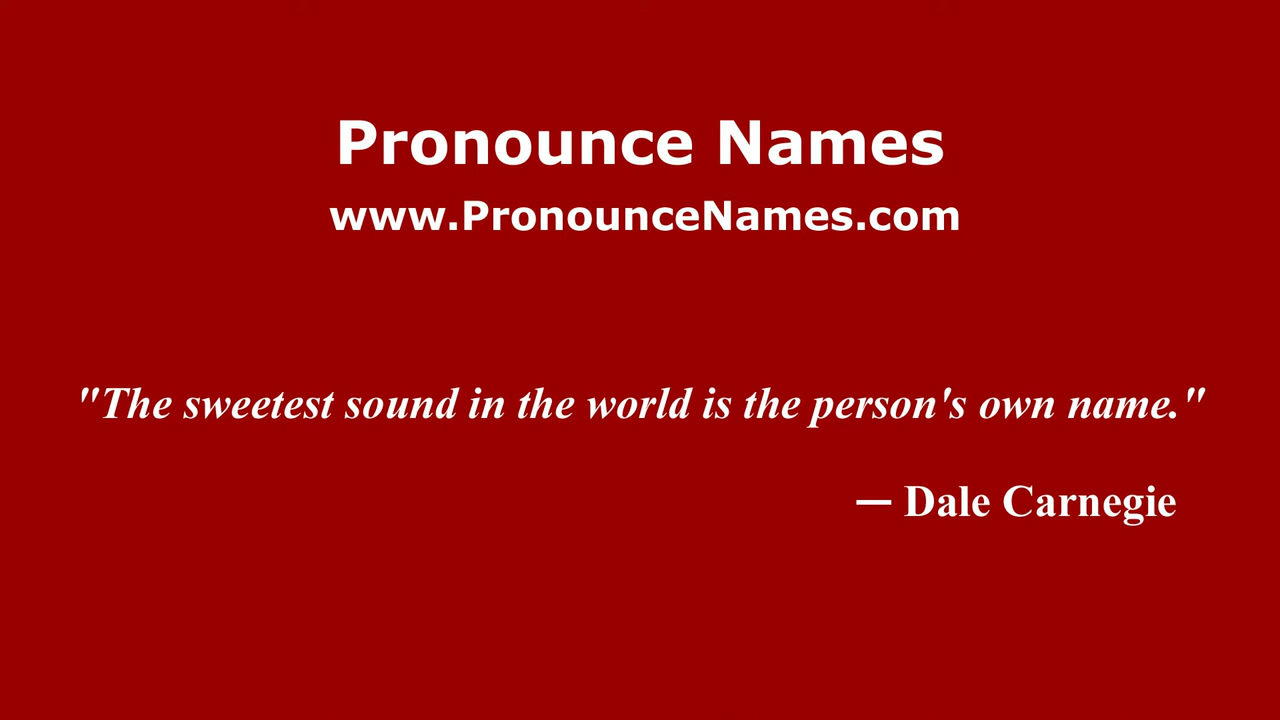 Pronounce Names
www.PronounceNames.com
"The sweetest sound in the world is the person's own name."
— Dale Carnegie